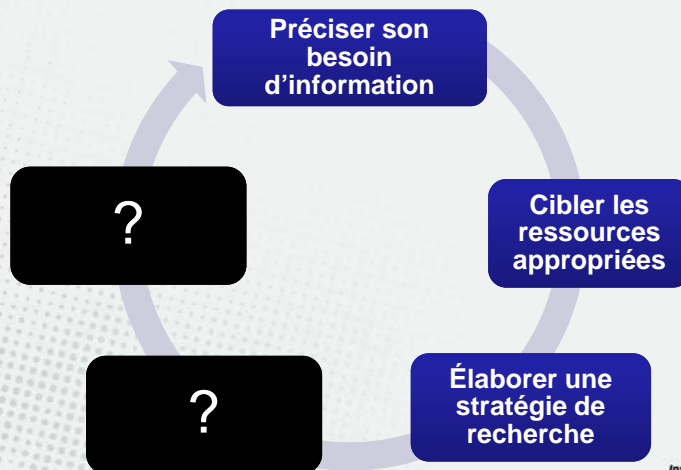 Préciser son
besoin
d'information
?
Cibler les
ressources
appropriées
?
Élaborer une
stratégie de
recherche